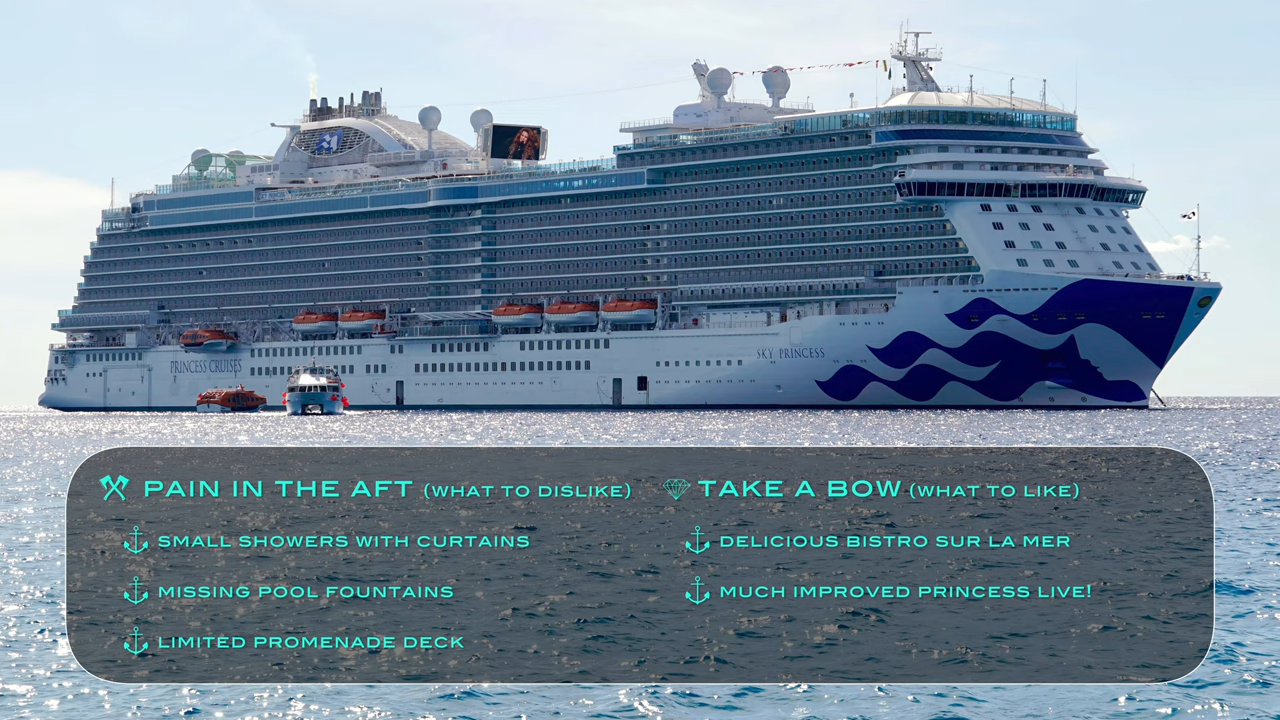 PRINCESS CRUISES
SKY PRINCESS
PAIN IN THE AFT (WHAT TO DISLIKE)
SMALL SHOWERS WITH CURTAINS
MISSING POOL FOUNTAINS
LIMITED PROMENADE DECK
TAKE A BOW (WHAT TO LIKE)
DELICIOUS BISTRO SUR LA MER
MUCH IMPROVED PRINCESS LIVE!